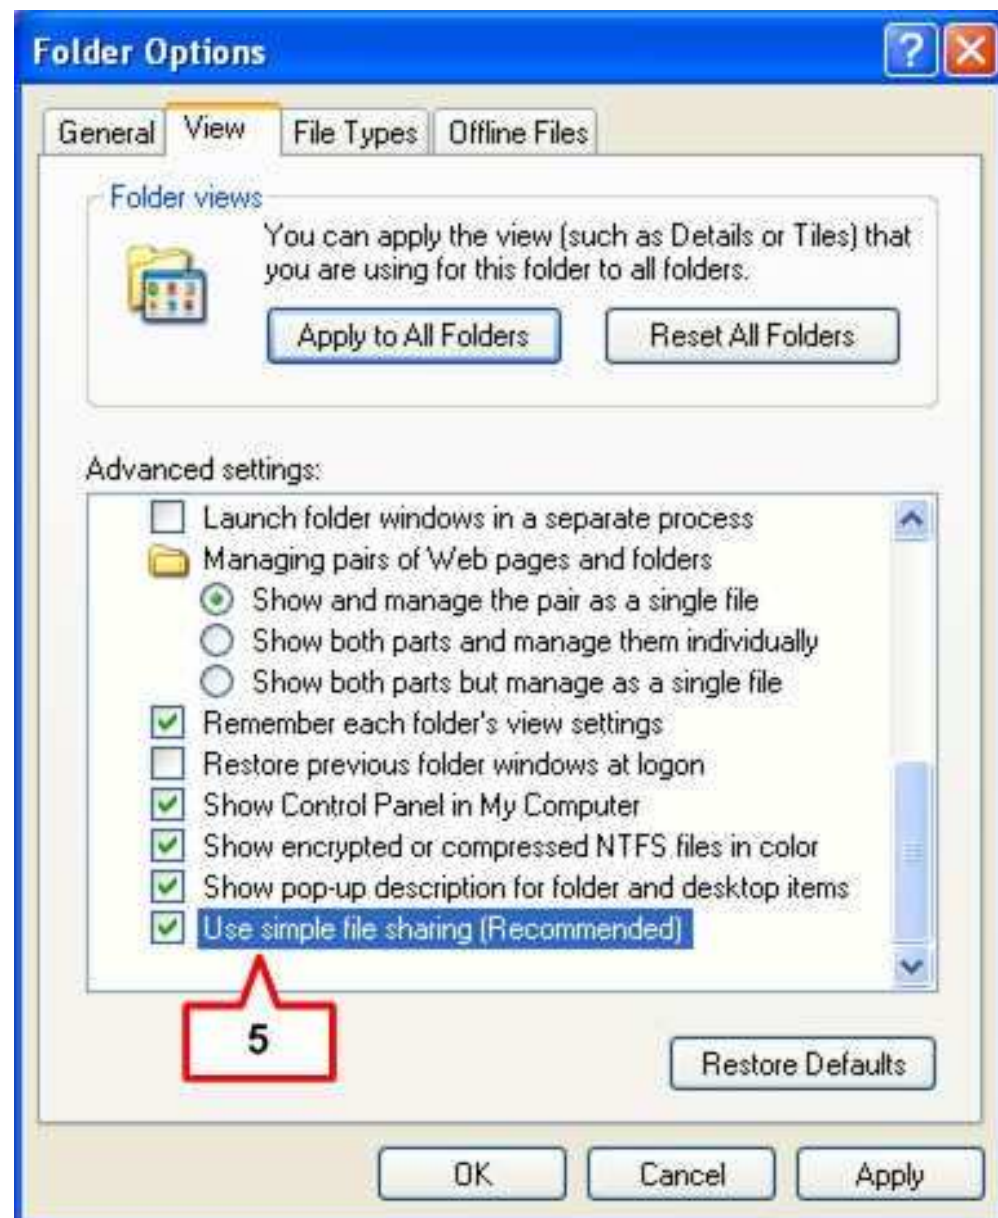 Folder Options
General View File Types Offline Files
Folder views
You can apply the view (such as Details or Tiles) that
you are using for this folder to all folders.
Apply to All Folders Reset All Folders
Advanced settings:
Launch folder windows in a separate process
Managing pairs of Web pages and folders
Show and manage the pair as a single file
Show both parts and manage them individually
Show both parts but manage as a single file
Remember each folder's view settings
Restore previous folder windows at logon
Show Control Panel in My Computer
Show encrypted or compressed NTFS files in color
Show pop-up description for folder and desktop items
Use simple file sharing (Recommended)
5
Restore Defaults
OK Cancel Apply